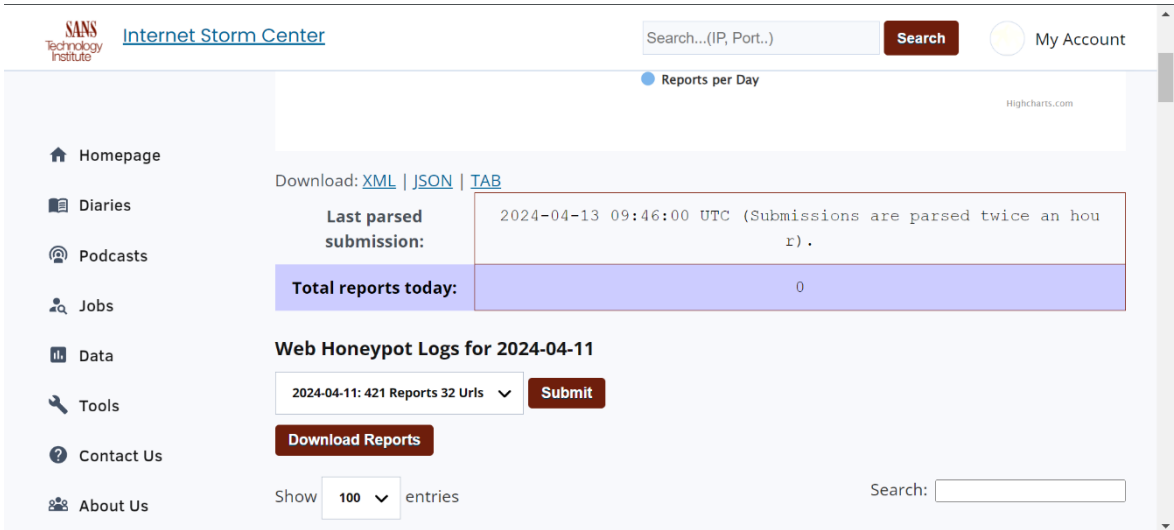 SANS
Technology
Institute
Internet Storm Center
Search...(IP, Port..)
Search
My Account
Reports per Day
Highcharts.com
Homepage
Diaries
Podcasts
Jobs
Data
Tools
Contact Us
About Us
Download: XML | JSON | TAB
Last parsed
submission:
2024-04-13 09:46:00 UTC (Submissions are parsed twice an hou
r).
Total reports today:
0
Web Honeypot Logs for 2024-04-11
2024-04-11: 421 Reports 32 Urls
Submit
Download Reports
Show 100 entries
Search: